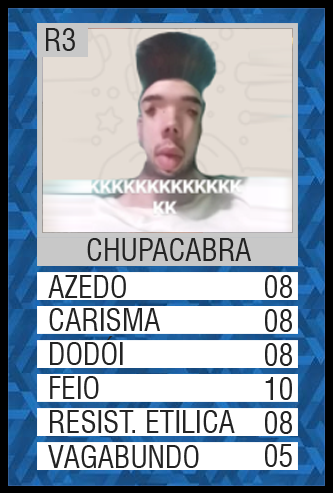 R3
KKKKKKKKKKKKK
KK
CHUPACABRA
AZEDO 08
CARISMA 08
DODÓI 08
FEIO 10
RESIST. ETILICA 08
VAGABUNDO 05